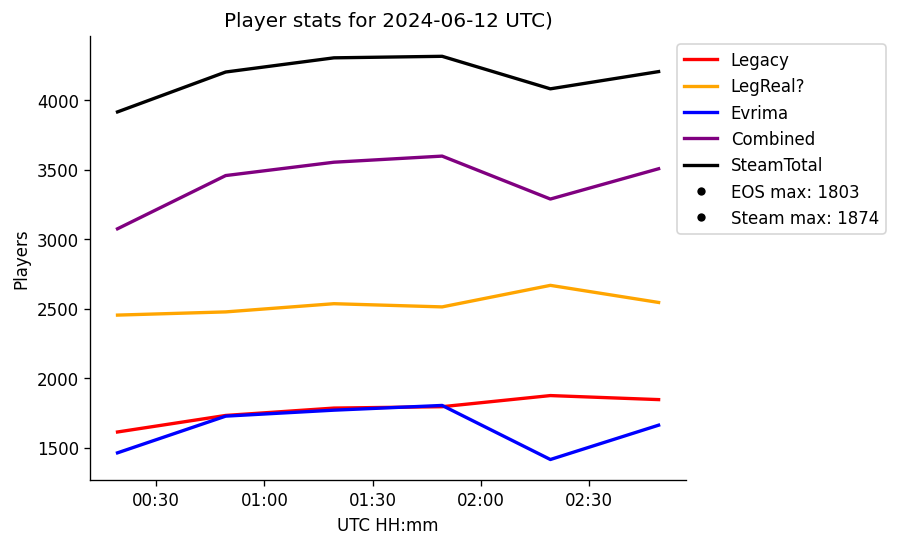 Player stats for 2024-06-12 UTC)
Legacy
LegReal?
Evrima
Combined
SteamTotal
EOS max: 1803
Steam max: 1874
Players
4000
3500
3000
2500
2000
1500
00:30 01:00 01:30 02:00 02:30
UTC HH:mm